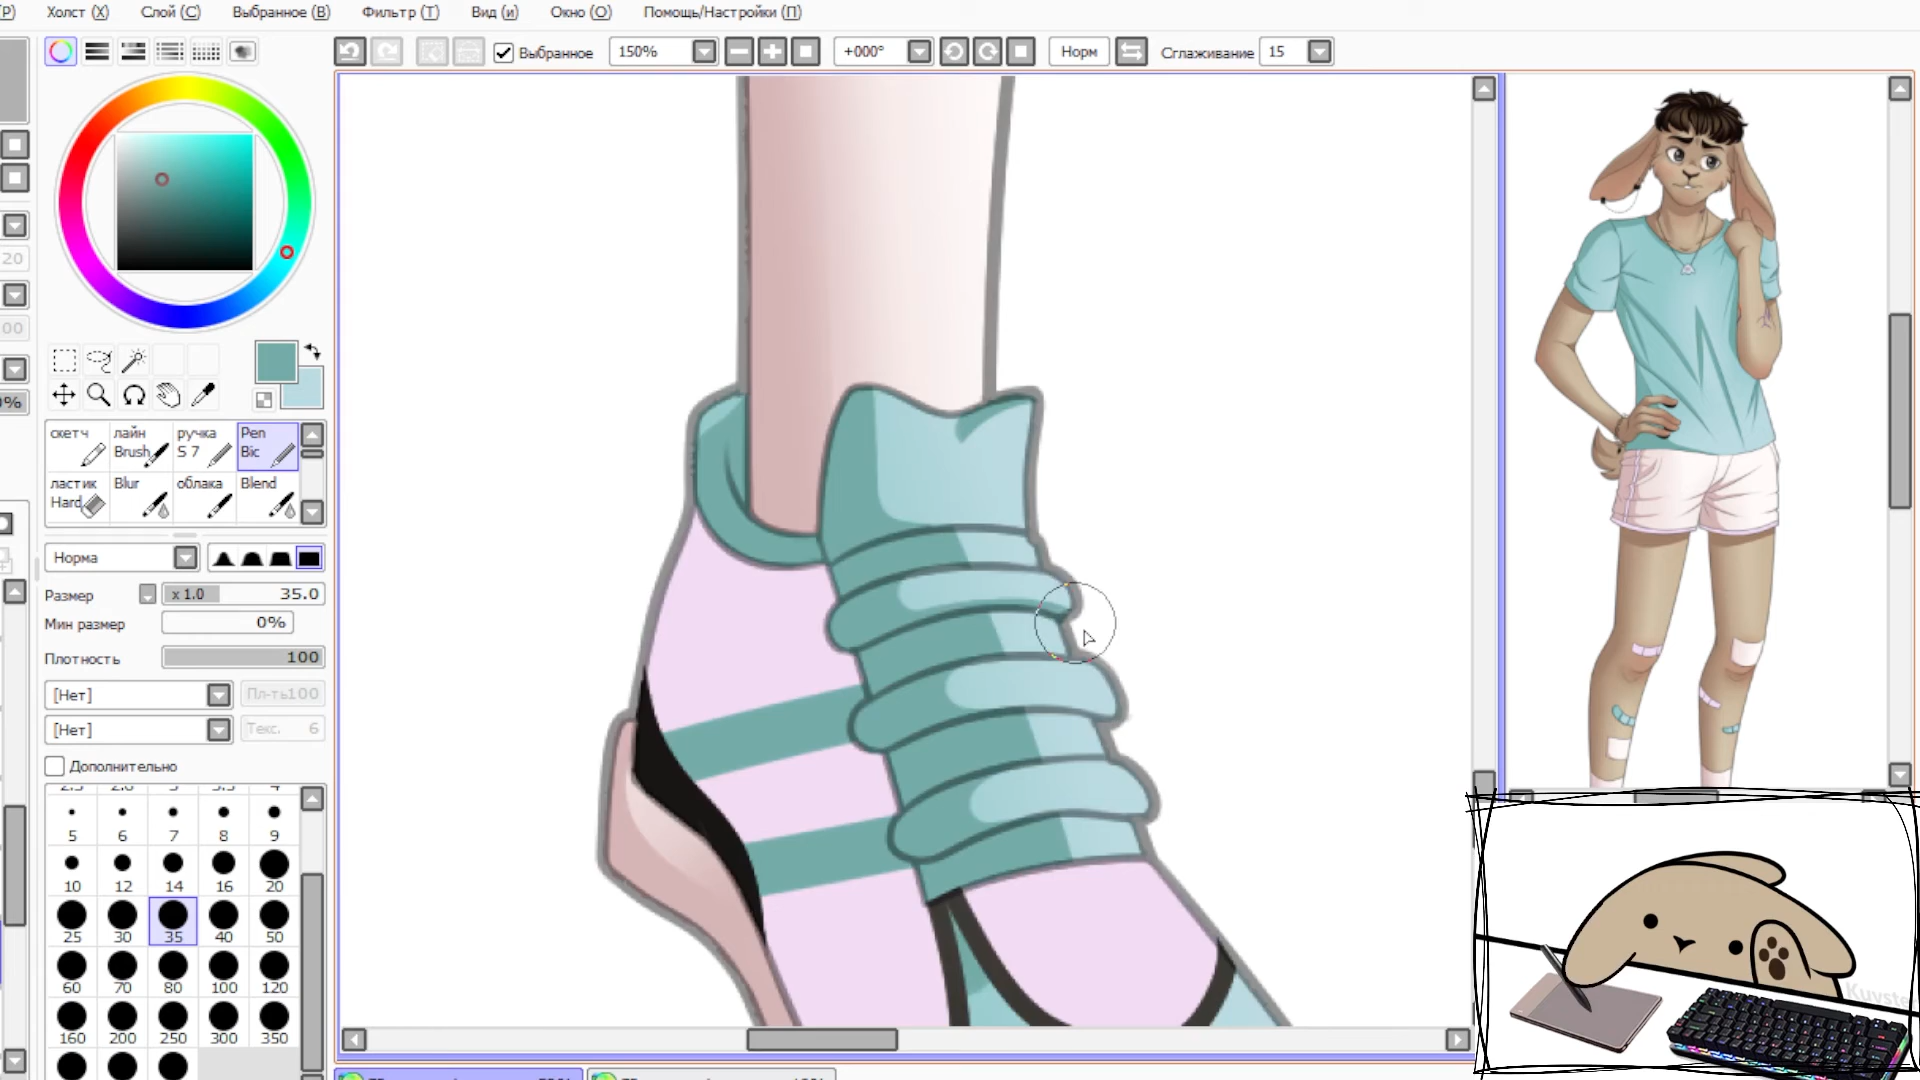 Р) Холст (X) Слой (C) Выбранное (В) Фильтр (Т) Вид (и) Окно (О) Помощь/Настройки (П)
Выбранное 150% +000° Норм Сглаживание 15
20
00
0%
скетч лайн Brush ручка S 7 Pen Bic
ластик Hard Blur облака Blend
Норма
Размер x 1.0 35.0
Мин размер 0%
Плотность 100
[Нет] Пл-ть100
[Нет] Текс. 6
Дополнительно
5 6 7 8 9
10 12 14 16 20
25 30 35 40 50
60 70 80 100 120
160 200 250 300 350